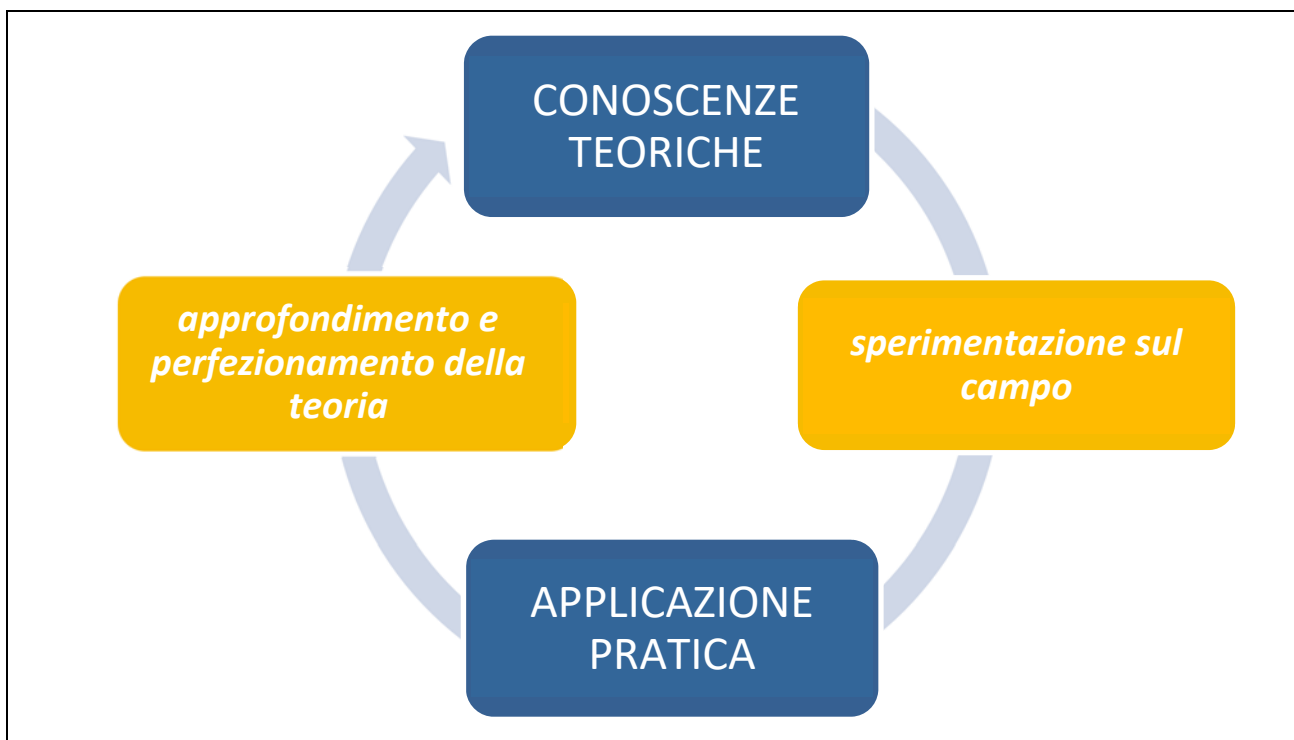 CONOSCENZE
TEORICHE
approfondimento e
perfezionamento della
teoria
sperimentazione sul
campo
APPLICAZIONE
PRATICA